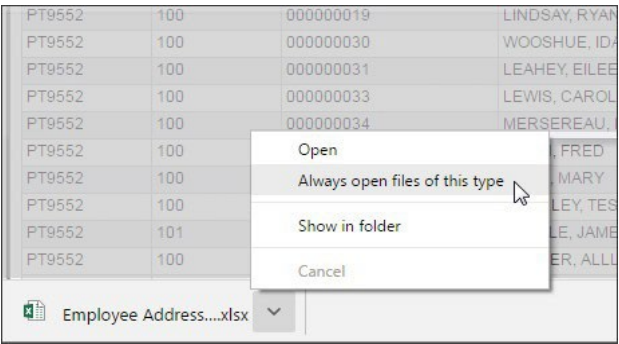 PT9552 100 000000019 LINDSAY, RYAN
PT9552 100 000000030 WOOSHUE, IDA
PT9552 100 000000031 LEAHEY, EILEE
PT9552 100 000000033 LEWIS, CAROL
PT9552 100 000000034 MERSEREAU,
PT9552 100 Open , FRED
PT9552 100 Always open files of this type , MARY
PT9552 100 LEY, TES
PT9552 101 Show in folder LE, JAME
PT9552 100 ER, ALLL
Cancel
Employee Address....xlsx